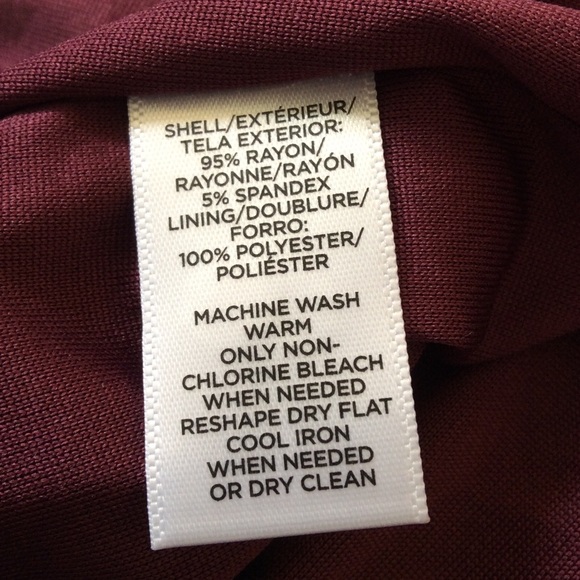 SHELL/EXTÉRIEUR/
TELA EXTERIOR:
95% RAYON/
RAYONNE/RAYÓN
5% SPANDEX
LINING/DOUBLURE/
FORRO:
100% POLYESTER/
POLIÉSTER
MACHINE WASH
WARM
ONLY NON-
CHLORINE BLEACH
WHEN NEEDED
RESHAPE DRY FLAT
COOL IRON
WHEN NEEDED
OR DRY CLEAN